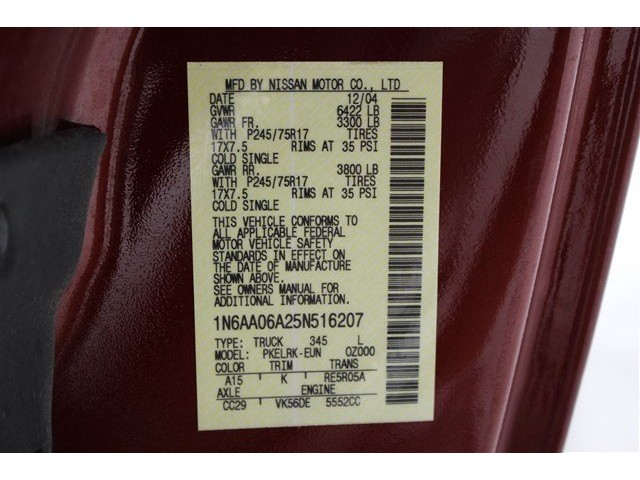 MFD BY NISSAN MOTOR CO., LTD
DATE 12/04
GVWR 6422 LB
GAWR FR. 3300 LB
WITH P245/75R17 TIRES
17X7.5 RIMS AT 35 PSI
COLD SINGLE
GAWR RR. 3800 LB
WITH P245/75R17 TIRES
17X7.5 RIMS AT 35 PSI
COLD SINGLE
THIS VEHICLE CONFORMS TO
ALL APPLICABLE FEDERAL
MOTOR VEHICLE SAFETY
STANDARDS IN EFFECT ON
THE DATE OF MANUFACTURE
SHOWN ABOVE.
SEE OWNERS MANUAL FOR
ADDITIONAL INFORMATION
1N6AA06A25N516207
TYPE: TRUCK 345 L
MODEL: PKELRK-EUN OZ000
COLOR TRIM TRANS
A15 K RE5R05A
AXLE ENGINE
CC29 VK56DE 5552CC